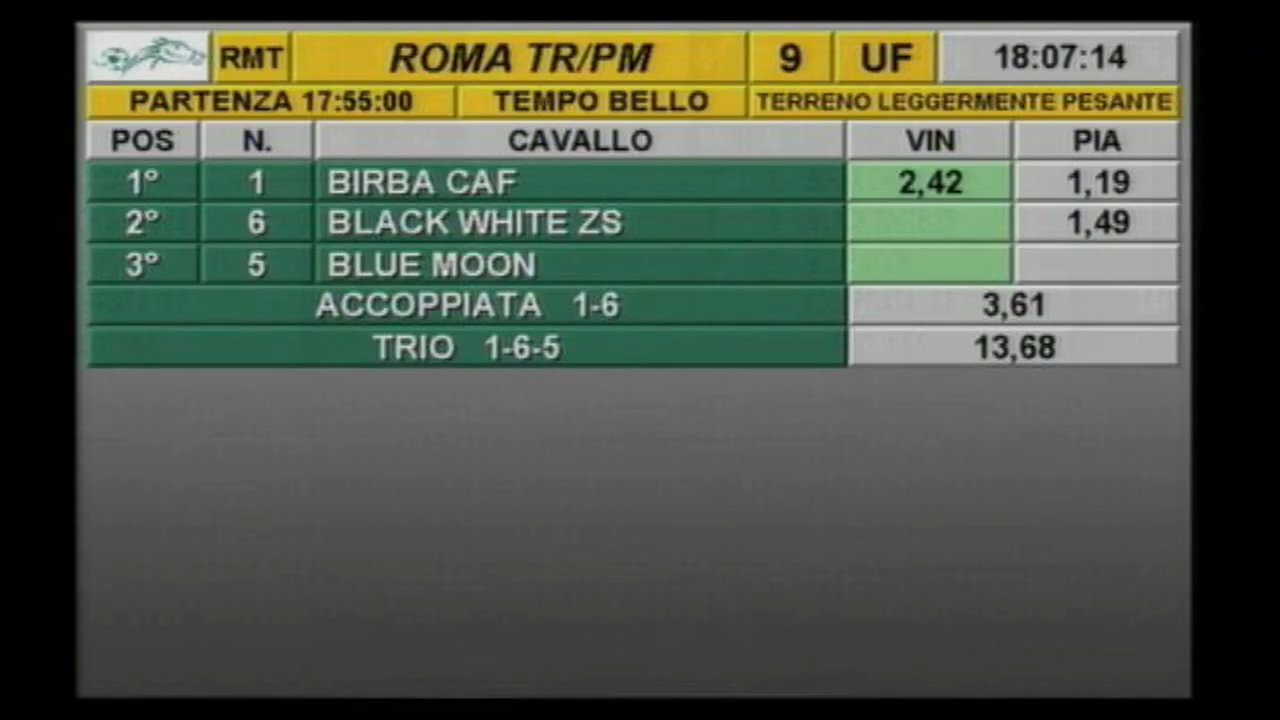 RMT ROMA TR/PM 9 UF 18:07:14
PARTENZA 17:55:00 TEMPO BELLO TERRENO LEGGERMENTE PESANTE
POS N. CAVALLO VIN PIA
1° 1 BIRBA CAF 2,42 1,19
2° 6 BLACK WHITE ZS 1,49
3° 5 BLUE MOON
ACCOPPIATA 1-6 3,61
TRIO 1-6-5 13,68